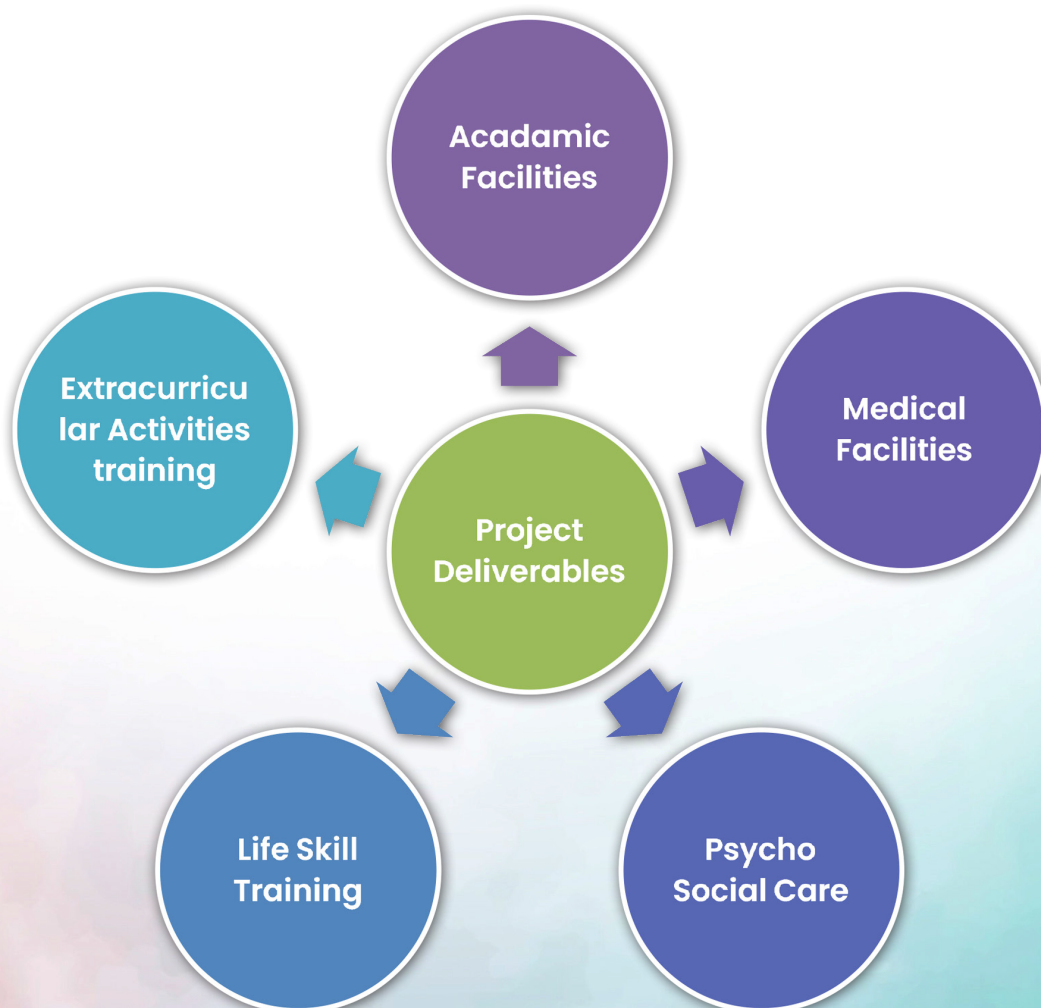 Acadamic
Facilities
Extracurricu
lar Activities
training
Medical
Facilities
Project
Deliverables
Life Skill
Training
Psycho
Social Care